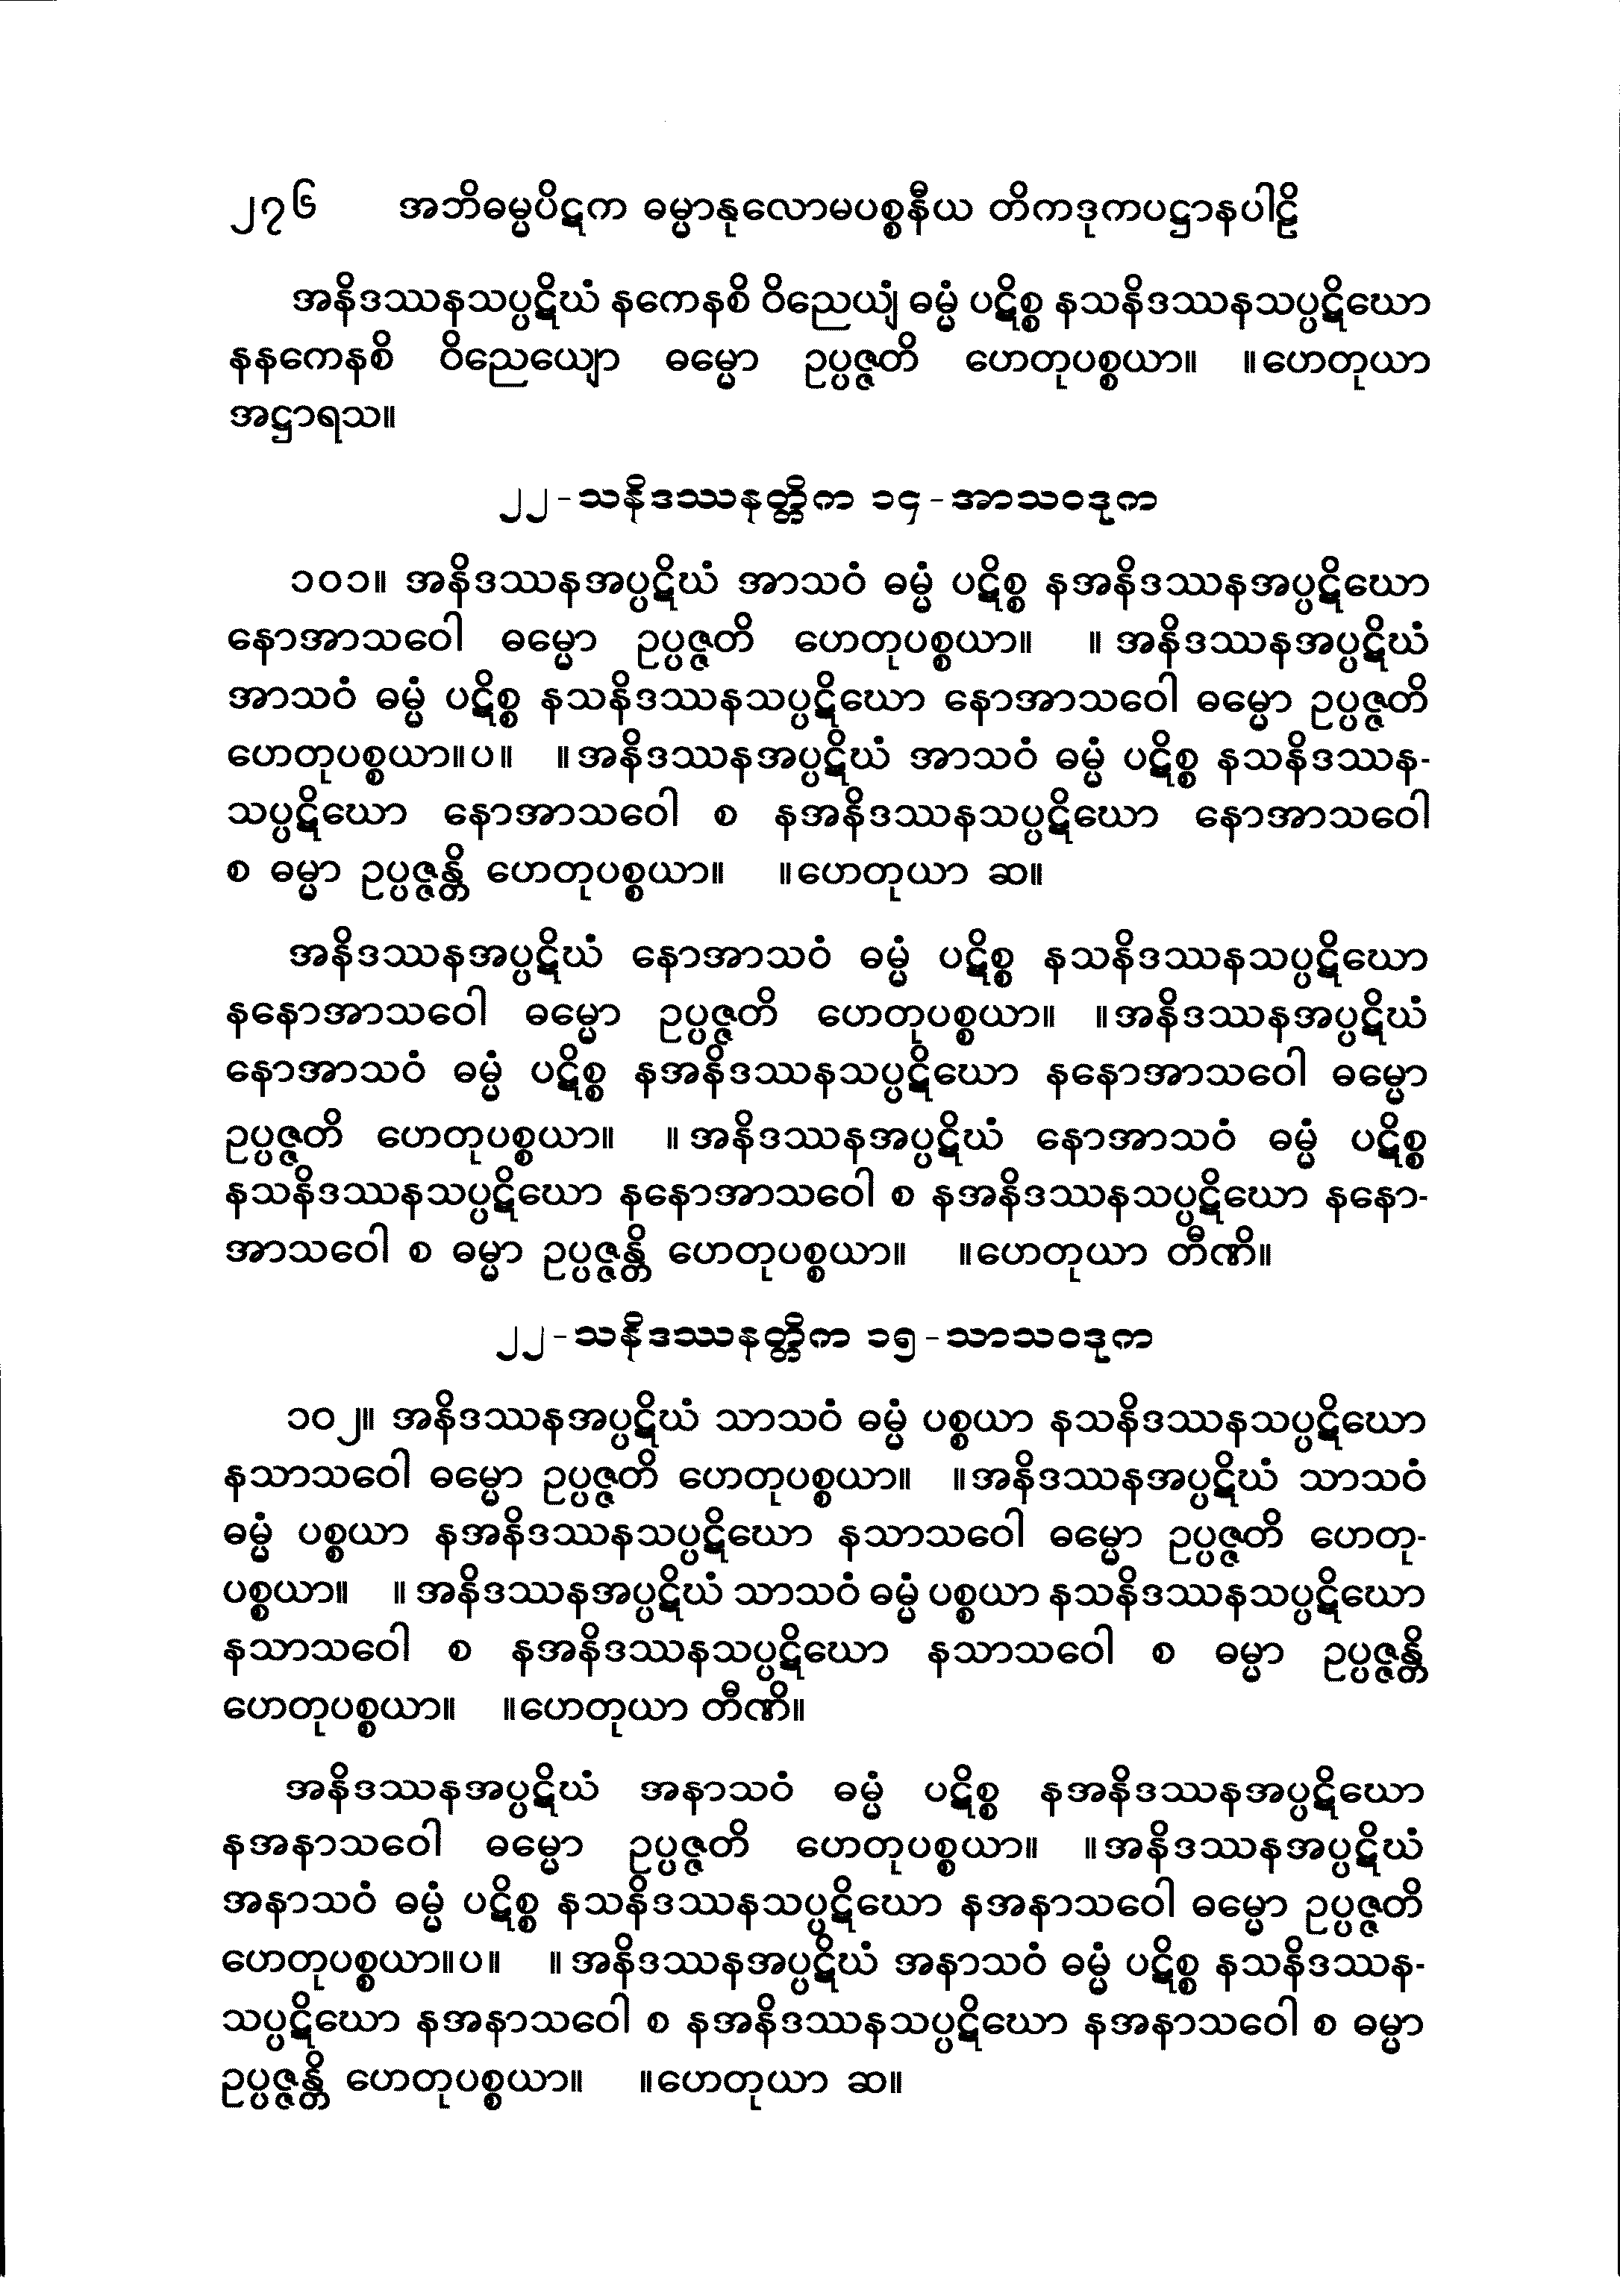 ၂၇၆ အဘိဓမ္မပိဋက ဓမ္မာနုလောမပစ္စနီယ တိကဒုကပဋ္ဌာနပါဠိ
အနိဒဿနသပ္ပဋိဃံ နကေနစိ ဝိညေယျံ ဓမ္မံ ပဋိစ္စ နသနိဒဿနသပ္ပဋိဃော
နနကေနစိ ဝိညေယျော ဓမ္မော ဥပ္ပဇ္ဇတိ ဟေတုပစ္စယာ။ ။ဟေတုယာ
အဋ္ဌာရသ။
၂၂-သနိဒဿနတ္တိက ၁၄-အာသဝဒုက
၁၀၁။ အနိဒဿနအပ္ပဋိဃံ အာသဝံ ဓမ္မံ ပဋိစ္စ နအနိဒဿနအပ္ပဋိဃော
နောအာသဝေါ ဓမ္မော ဥပ္ပဇ္ဇတိ ဟေတုပစ္စယာ။ ။ အနိဒဿနအပ္ပဋိဃံ
အာသဝံ ဓမ္မံ ပဋိစ္စ နသနိဒဿနသပ္ပဋိဃော နောအာသဝေါ ဓမ္မော ဥပ္ပဇ္ဇတိ
ဟေတုပစ္စယာ။ပ။ ။အနိဒဿနအပ္ပဋိဃံ အာသဝံ ဓမ္မံ ပဋိစ္စ နသနိဒဿန-
သပ္ပဋိဃော နောအာသဝေါ စ နအနိဒဿနသပ္ပဋိဃော နောအာသဝေါ
စ ဓမ္မာ ဥပ္ပဇ္ဇန္တိ ဟေတုပစ္စယာ။ ။ဟေတုယာ ဆ။
အနိဒဿနအပ္ပဋိဃံ နောအာသဝံ ဓမ္မံ ပဋိစ္စ နသနိဒဿနသပ္ပဋိဃော
နနောအာသဝေါ ဓမ္မော ဥပ္ပဇ္ဇတိ ဟေတုပစ္စယာ။ ။အနိဒဿနအပ္ပဋိဃံ
နောအာသဝံ ဓမ္မံ ပဋိစ္စ နအနိဒဿနသပ္ပဋိဃော နနောအာသဝေါ ဓမ္မော
ဥပ္ပဇ္ဇတိ ဟေတုပစ္စယာ။ ။ အနိဒဿနအပ္ပဋိဃံ နောအာသဝံ ဓမ္မံ ပဋိစ္စ
နသနိဒဿနသပ္ပဋိဃော နနောအာသဝေါ စ နအနိဒဿနသပ္ပဋိဃော နနော-
အာသဝေါ စ ဓမ္မာ ဥပ္ပဇ္ဇန္တိ ဟေတုပစ္စယာ။ ။ဟေတုယာ တီဏိ။
၂၂-သနိဒဿနတ္တိက ၁၅-သာသဝဒုက
၁၀၂။ အနိဒဿနအပ္ပဋိဃံ သာသဝံ ဓမ္မံ ပစ္စယာ နသနိဒဿနသပ္ပဋိဃော
နသာသဝေါ ဓမ္မော ဥပ္ပဇ္ဇတိ ဟေတုပစ္စယာ။ ။အနိဒဿနအပ္ပဋိဃံ သာသဝံ
ဓမ္မံ ပစ္စယာ နအနိဒဿနသပ္ပဋိဃော နသာသဝေါ ဓမ္မော ဥပ္ပဇ္ဇတိ ဟေတု-
ပစ္စယာ။ ။ အနိဒဿနအပ္ပဋိဃံ သာသဝံ ဓမ္မံ ပစ္စယာ နသနိဒဿနသပ္ပဋိဃော
နသာသဝေါ စ နအနိဒဿနသပ္ပဋိဃော နသာသဝေါ စ ဓမ္မာ ဥပ္ပဇ္ဇန္တိ
ဟေတုပစ္စယာ။ ။ဟေတုယာ တီဏိ။
အနိဒဿနအပ္ပဋိဃံ အနာသဝံ ဓမ္မံ ပဋိစ္စ နအနိဒဿနအပ္ပဋိဃော
နအနာသဝေါ ဓမ္မော ဥပ္ပဇ္ဇတိ ဟေတုပစ္စယာ။ ။အနိဒဿနအပ္ပဋိဃံ
အနာသဝံ ဓမ္မံ ပဋိစ္စ နသနိဒဿနသပ္ပဋိဃော နအနာသဝေါ ဓမ္မော ဥပ္ပဇ္ဇတိ
ဟေတုပစ္စယာ။ပ။ ။ အနိဒဿနအပ္ပဋိဃံ အနာသဝံ ဓမ္မံ ပဋိစ္စ နသနိဒဿန-
သပ္ပဋိဃော နအနာသဝေါ စ နအနိဒဿနသပ္ပဋိဃော နအနာသဝေါ စ ဓမ္မာ
ဥပ္ပဇ္ဇန္တိ ဟေတုပစ္စယာ။ ။ဟေတုယာ ဆ။